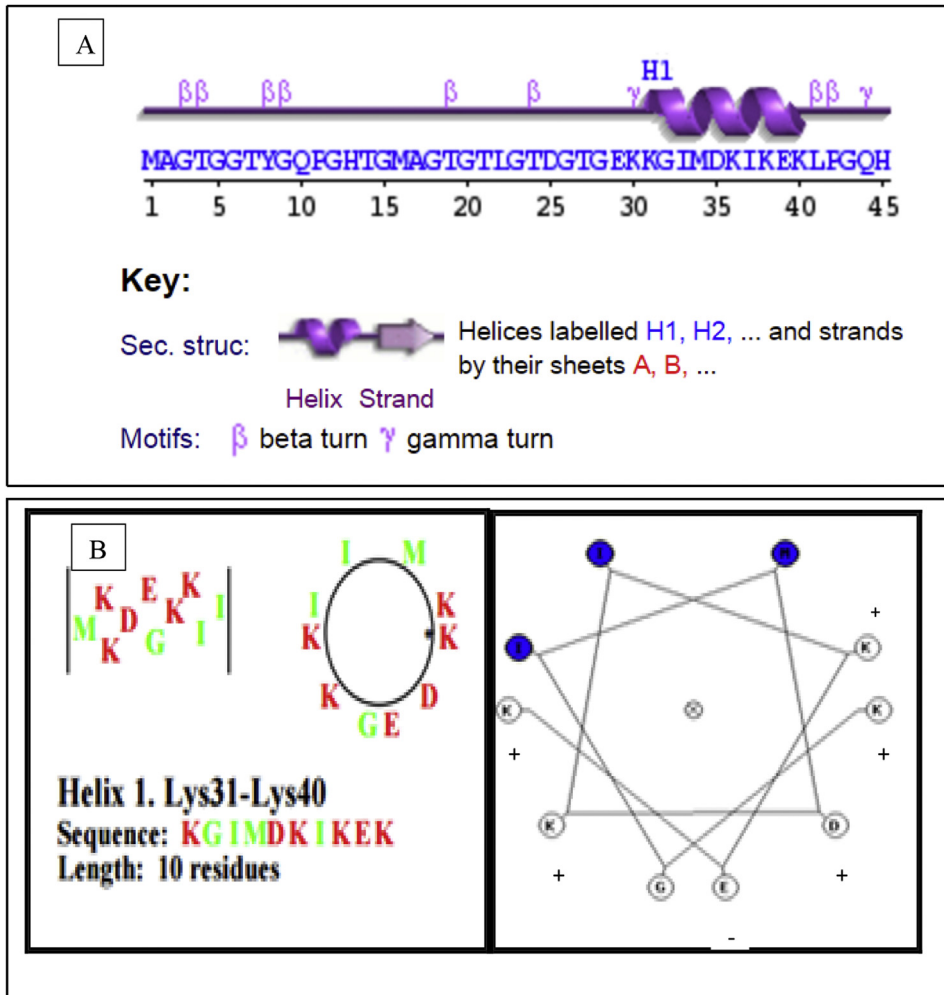 A
H1
β β β β β β γ β β γ
MAGTGGTYGQPGHTGMAGTGTLGTDGTGEKKGIMDKIKEKLPGQH
1 5 10 15 20 25 30 35 40 45
Key:
Sec. struc:
Helix Strand
Helices labelled H1, H2, ... and strands
by their sheets A, B, ...
Motifs: β beta turn γ gamma turn
B
K E K
M D K I
K G I
I M
I K
K K
K D
G E
Helix 1. Lys31-Lys40
Sequence: KGIMDKIKEK
Length: 10 residues
I M
+
I K
K K
+ +
K D
+ +
G E
-